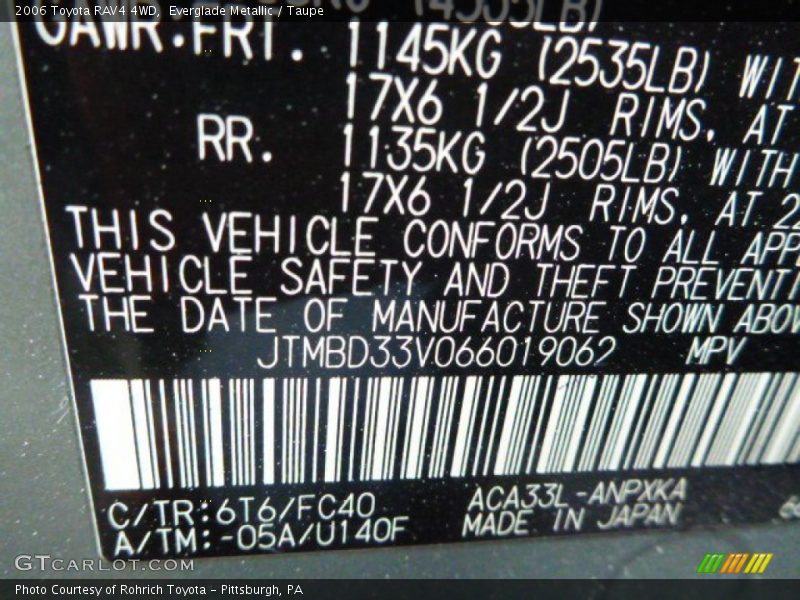 2006 Toyota RAV4 4WD, Everglade Metallic / Taupe
GAWR.FRT. 1145KG (2535LB) WIT
17X6 1/2J RIMS, AT
RR. 1135KG (2505LB) WITH
17X6 1/2J RIMS, AT 2
THIS VEHICLE CONFORMS TO ALL APP
VEHICLE SAFETY AND THEFT PREVENTI
THE DATE OF MANUFACTURE SHOWN ABOV
JTMBD33V066019062 MPV
C/TR:6T6/FC40 ACA33L-ANPXKA
A/TM:-05A/U140F MADE IN JAPAN
GTCARLOT.COM
Photo Courtesy of Rohrich Toyota - Pittsburgh, PA